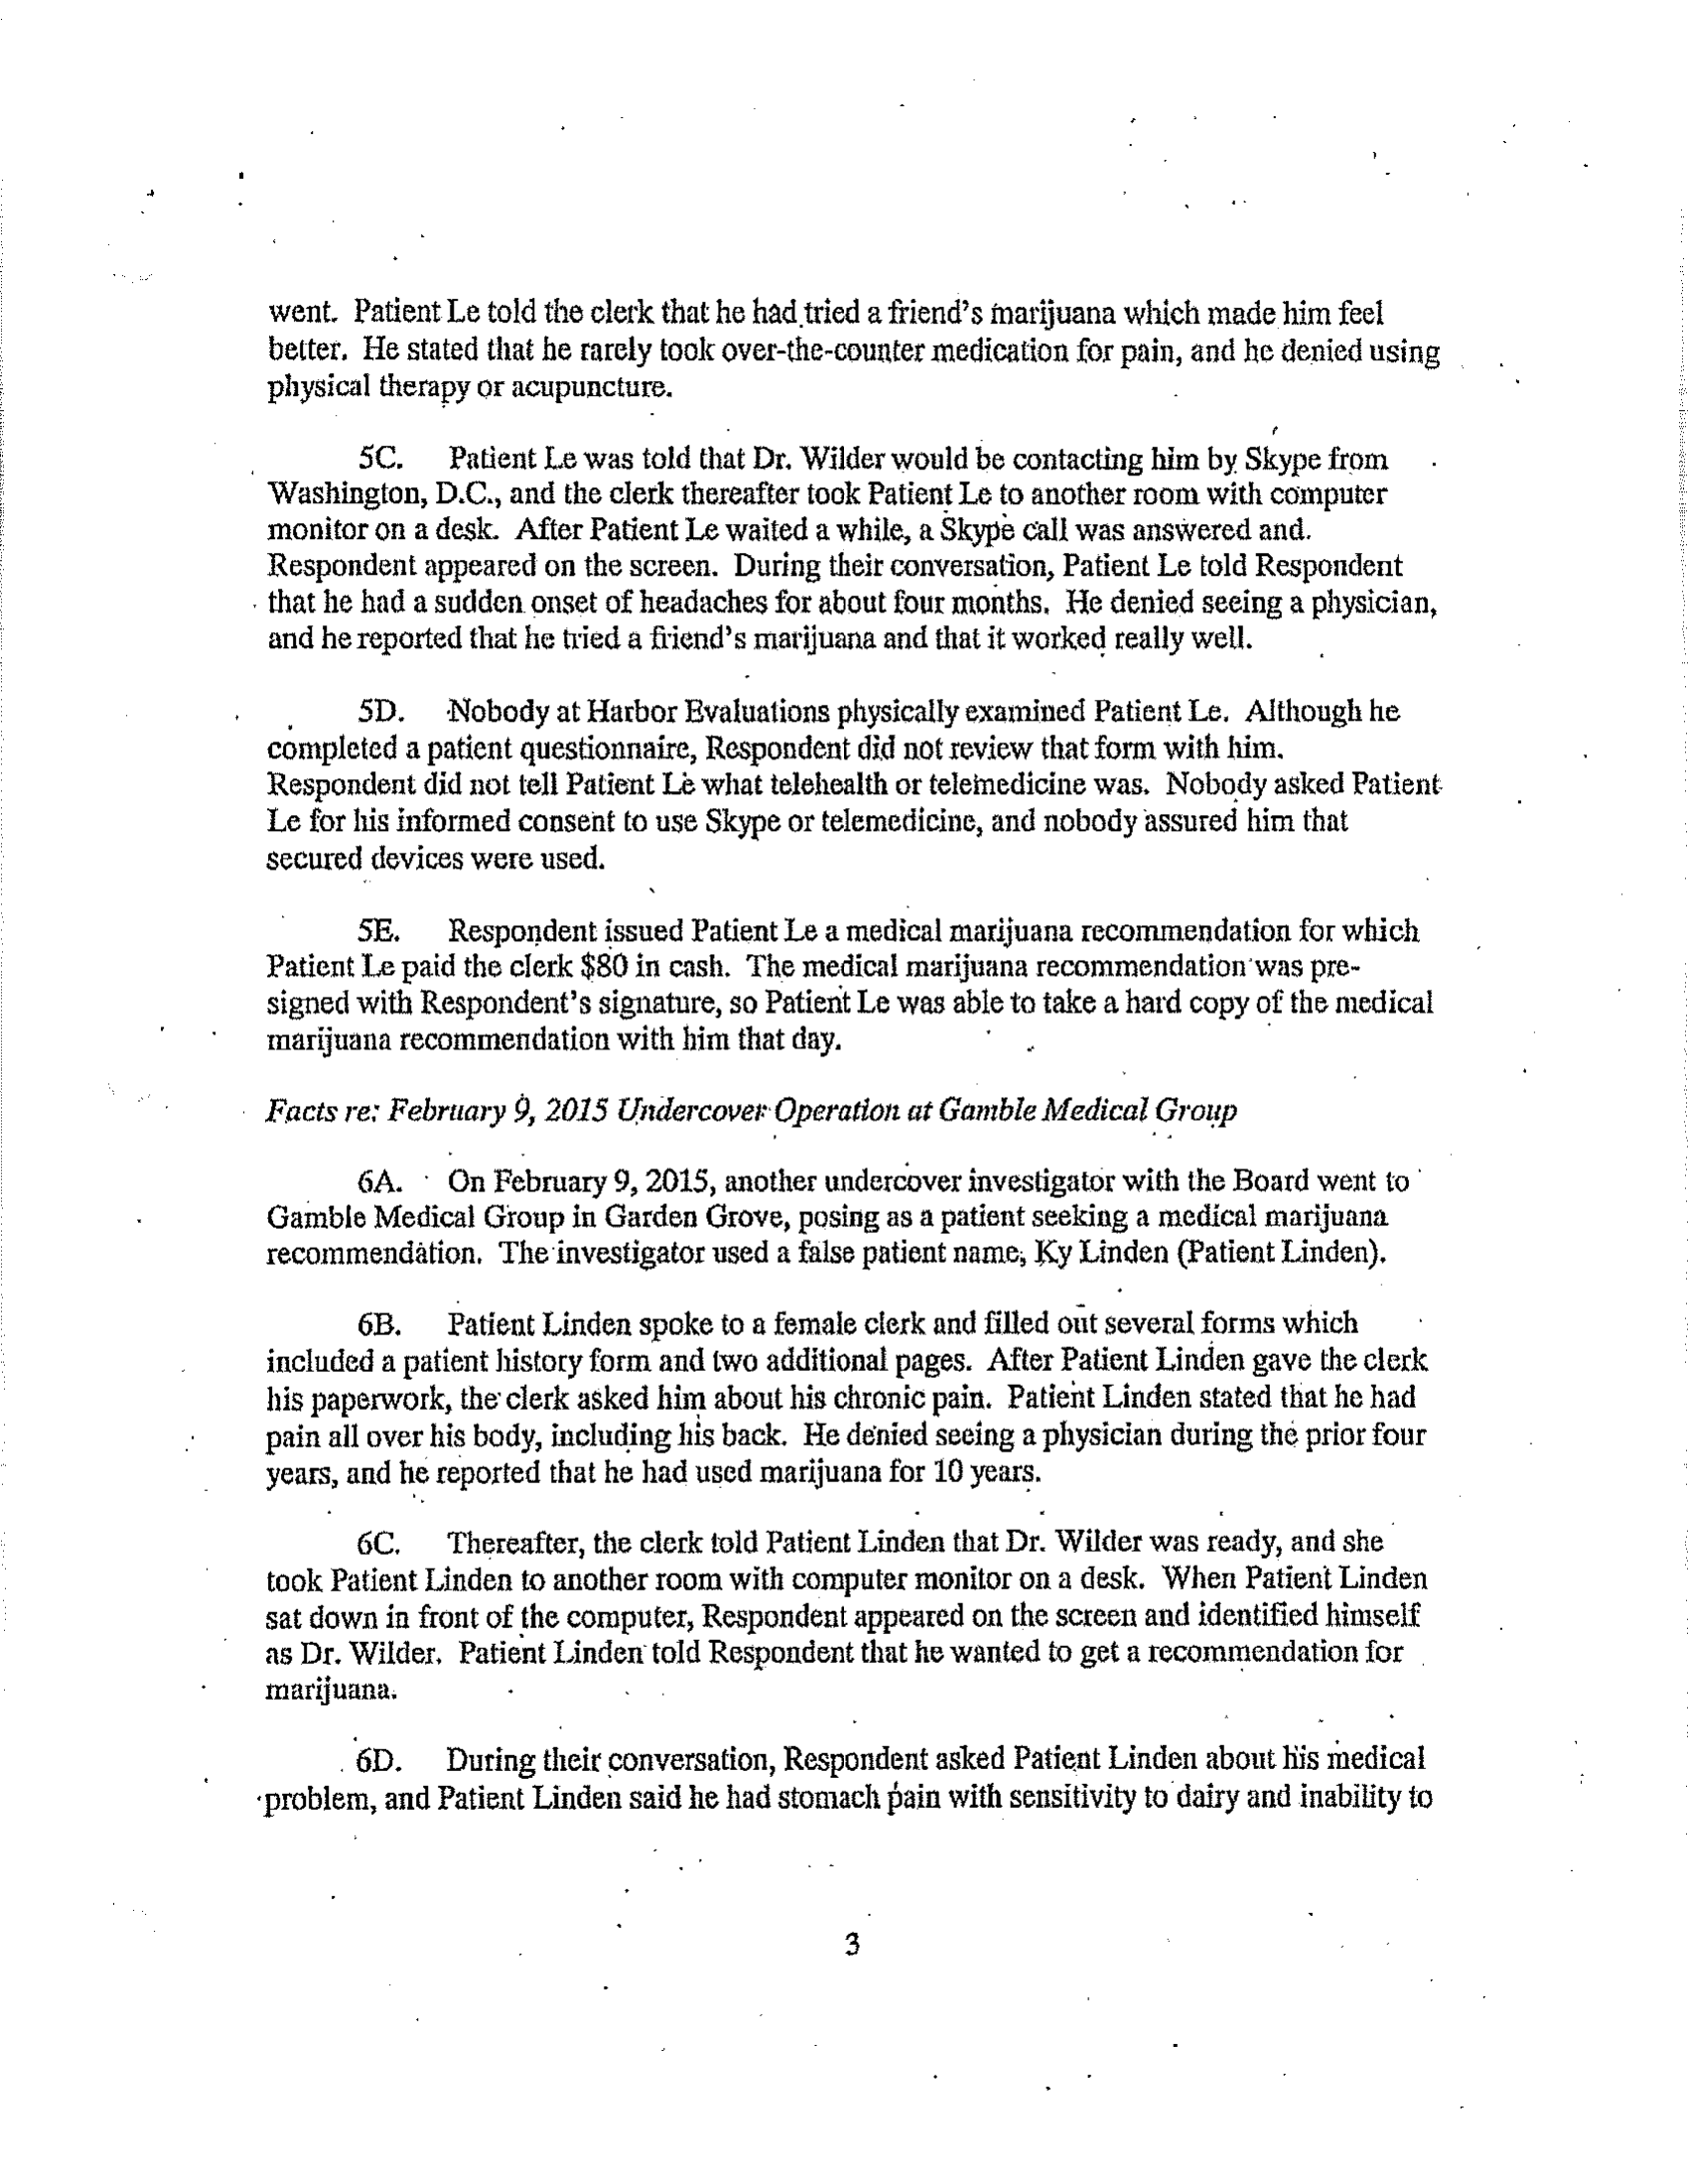 went. Patient Le told the clerk that he had tried a friend's marijuana which made him feel
better. He stated that he rarely took over-the-counter medication for pain, and he denied using
physical therapy or acupuncture.
5C. Patient Le was told that Dr. Wilder would be contacting him by Skype from
Washington, D.C., and the clerk thereafter took Patient Le to another room with computer
monitor on a desk. After Patient Le waited a while, a Skype call was answered and.
Respondent appeared on the screen. During their conversation, Patient Le told Respondent
that he had a sudden onset of headaches for about four months. He denied seeing a physician,
and he reported that he tried a friend's marijuana and that it worked really well.
5D. Nobody at Harbor Evaluations physically examined Patient Le. Although he
completed a patient questionnaire, Respondent did not review that form with him.
Respondent did not tell Patient Le what telehealth or telemedicine was. Nobody asked Patient
Le for his informed consent to use Skype or telemedicine, and nobody assured him that
secured devices were used.
5E. Respondent issued Patient Le a medical marijuana recommendation for which
Patient Le paid the clerk $80 in cash. The medical marijuana recommendation was pre-
signed with Respondent's signature, so Patient Le was able to take a hard copy of the medical
marijuana recommendation with him that day.
Facts re: February 9, 2015 Undercover Operation at Gamble Medical Group
6A. On February 9, 2015, another undercover investigator with the Board went to
Gamble Medical Group in Garden Grove, posing as a patient seeking a medical marijuana
recommendation. The investigator used a false patient name, Ky Linden (Patient Linden).
6B. Patient Linden spoke to a female clerk and filled out several forms which
included a patient history form and two additional pages. After Patient Linden gave the clerk
his paperwork, the clerk asked him about his chronic pain. Patient Linden stated that he had
pain all over his body, including his back. He denied seeing a physician during the prior four
years, and he reported that he had used marijuana for 10 years.
6C. Thereafter, the clerk told Patient Linden that Dr. Wilder was ready, and she
took Patient Linden to another room with computer monitor on a desk. When Patient Linden
sat down in front of the computer, Respondent appeared on the screen and identified himself
as Dr. Wilder. Patient Linden told Respondent that he wanted to get a recommendation for
marijuana.
6D. During their conversation, Respondent asked Patient Linden about his medical
problem, and Patient Linden said he had stomach pain with sensitivity to dairy and inability to
3